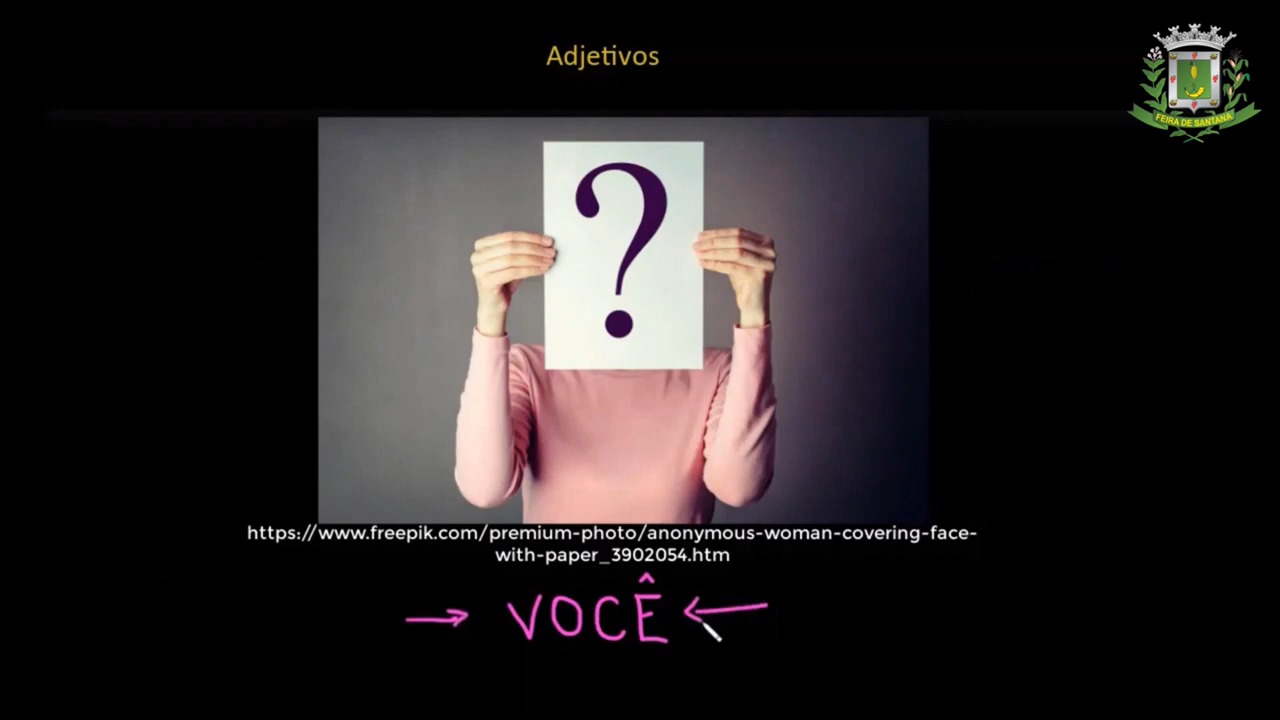 Adjetivos
FEIRA DE SANTANA
?
https://www.freepik.com/premium-photo/anonymous-woman-covering-face-
with-paper_3902054.htm
→ VOCÊ ←